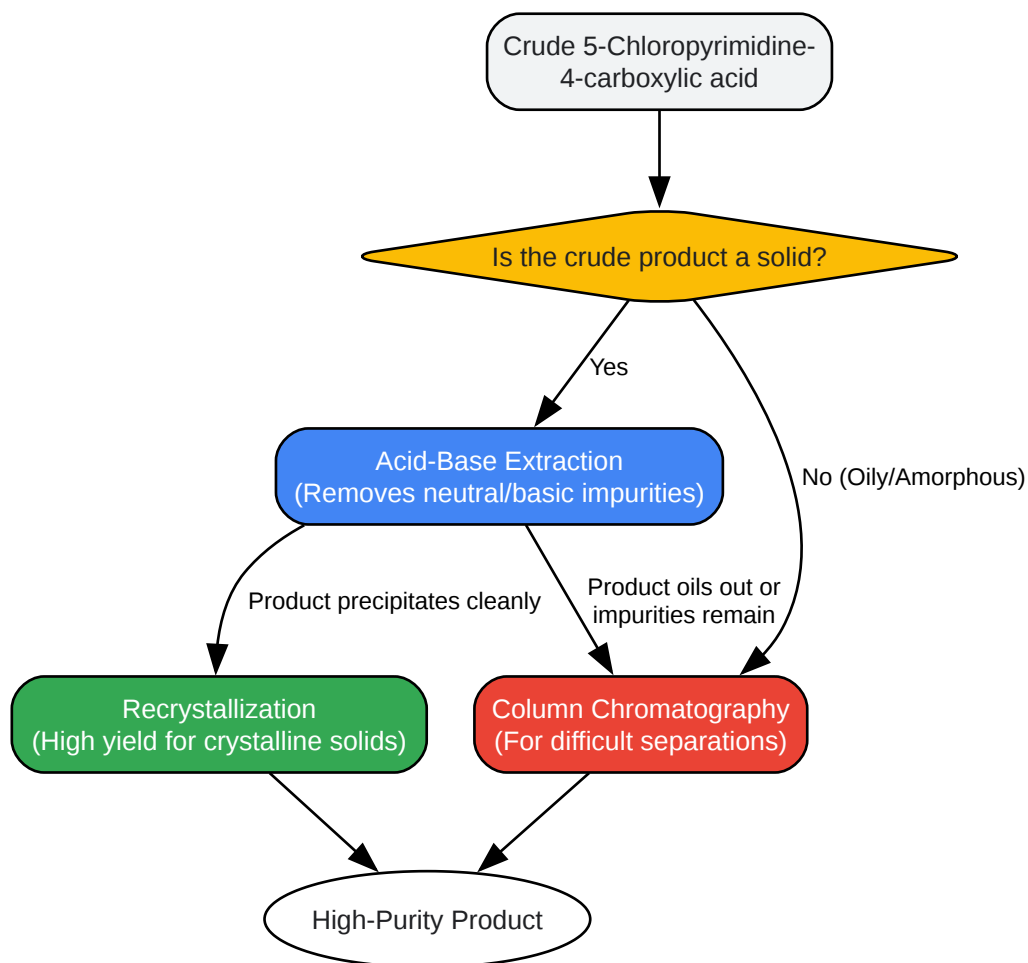 Crude 5-Chloropyrimidine-
4-carboxylic acid
Is the crude product a solid?
Yes
No (Oily/Amorphous)
Acid-Base Extraction
(Removes neutral/basic impurities)
Product precipitates cleanly
Product oils out or
impurities remain
Recrystallization
(High yield for crystalline solids)
Column Chromatography
(For difficult separations)
High-Purity Product